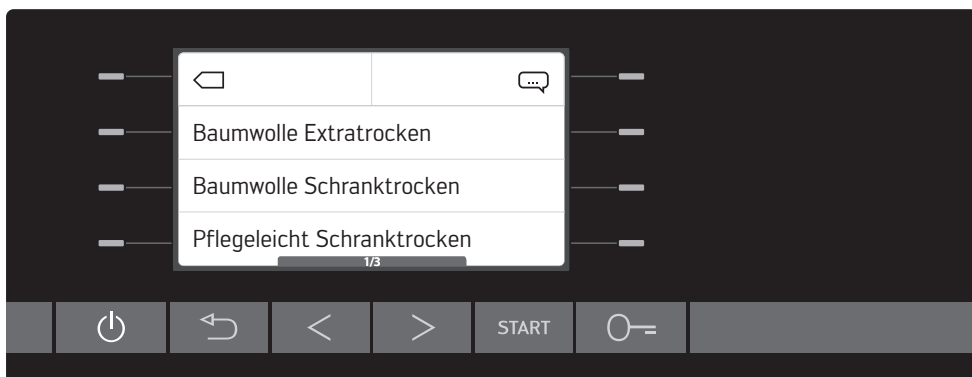 Baumwolle Extratrocken
Baumwolle Schranktrocken
Pflegeleicht Schranktrocken
1/3
START